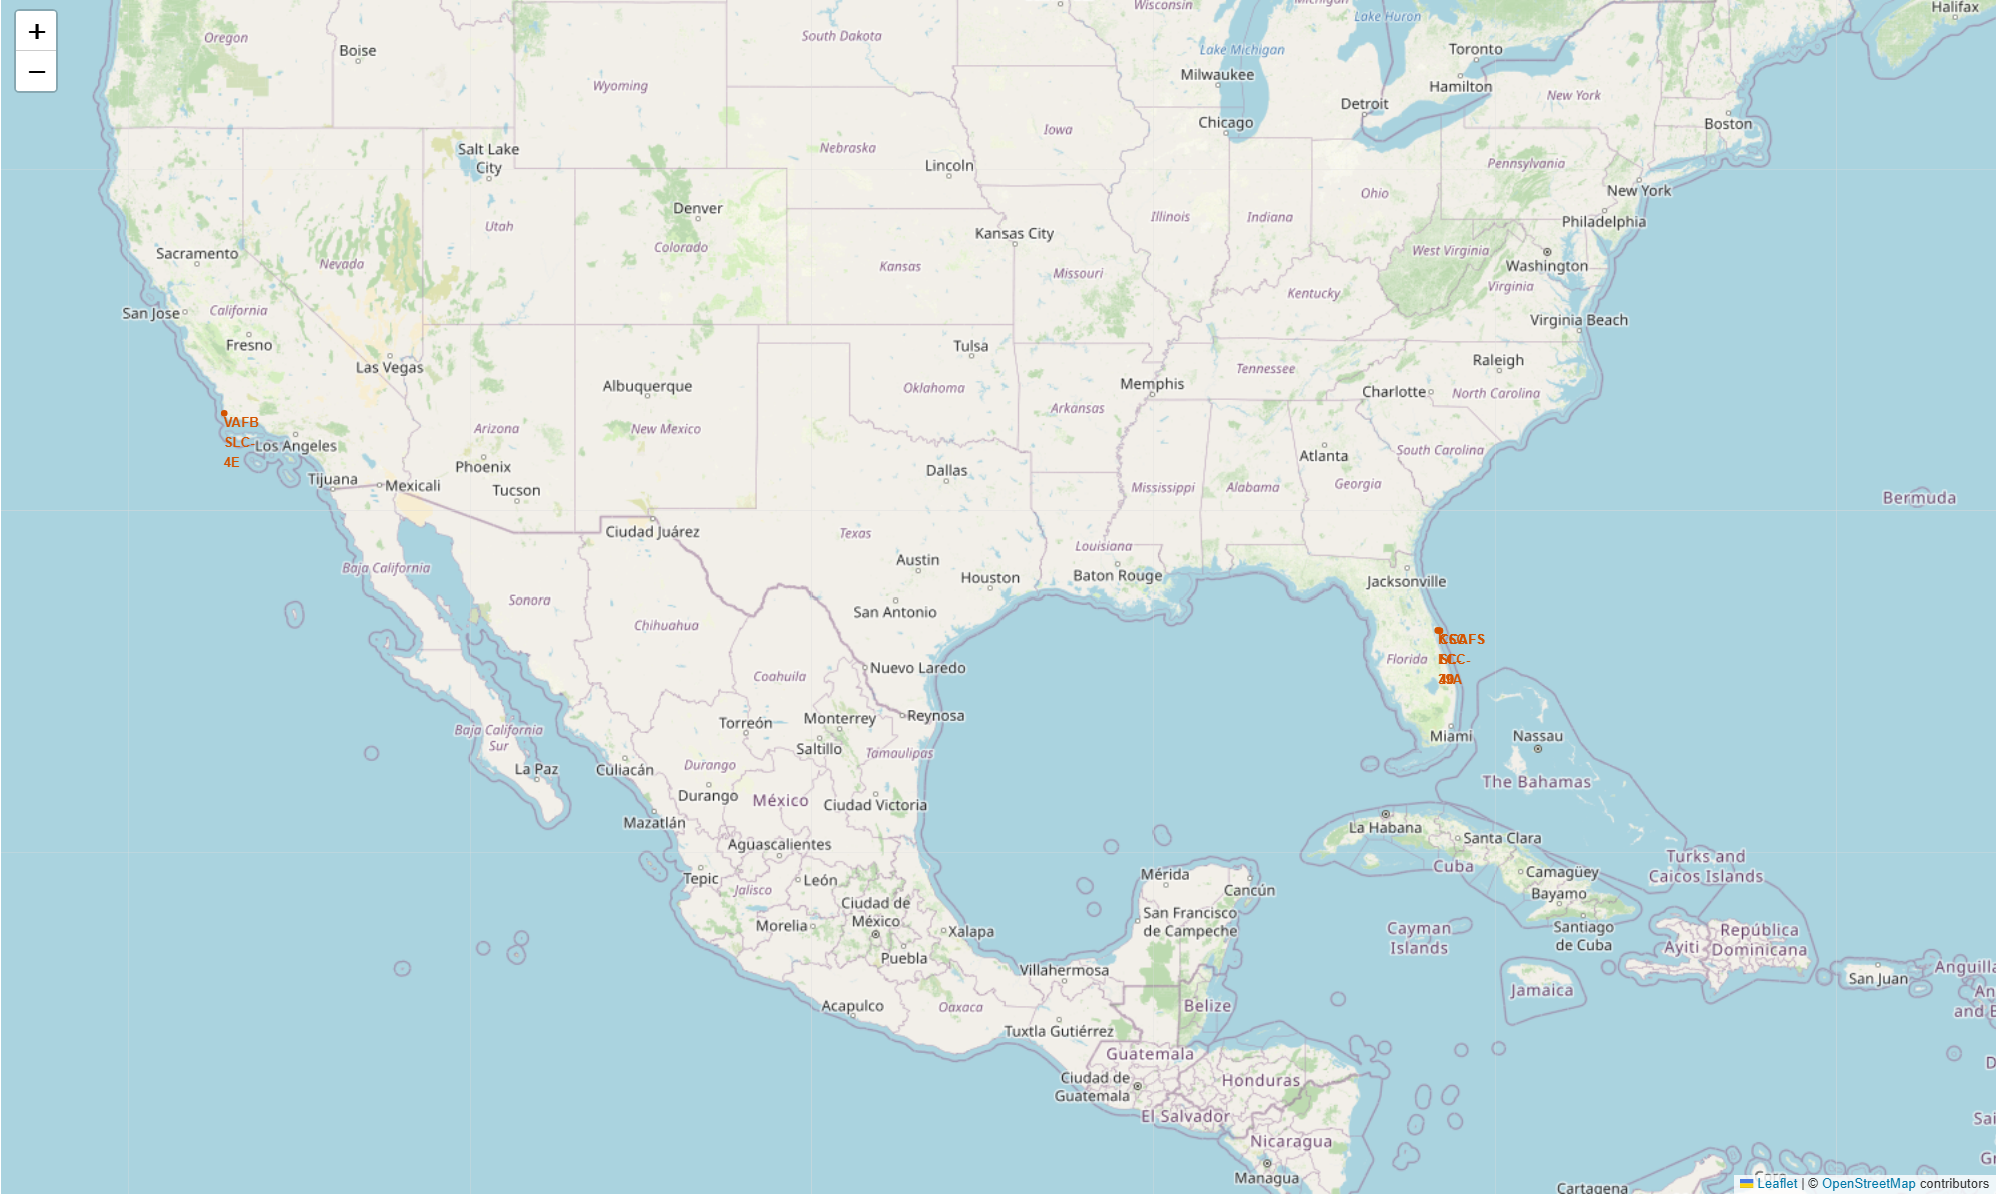 +
−
Oregon
Boise
South Dakota
Wisconsin
Michigan
Lake Huron
Halifax
Lake Michigan
Toronto
Wyoming
Milwaukee
Hamilton
New York
Detroit
Chicago
Boston
Iowa
Salt Lake
City
Nebraska
Lincoln
Pennsylvania
New York
Ohio
Denver
Utah
Illinois
Indiana
Philadelphia
Sacramento
Colorado
Kansas City
West Virginia
Nevada
Kansas
Missouri
Washington
Virginia
Kentucky
San Jose
California
Virginia Beach
Fresno
Tulsa
Raleigh
Las Vegas
Tennessee
Albuquerque
Oklahoma
Memphis
Charlotte
North Carolina
Arkansas
VAFB
SLC-
4E
Los Angeles
Arizona
New Mexico
South Carolina
Atlanta
Phoenix
Dallas
Tijuana
Mexicali
Tucson
Mississippi
Alabama
Georgia
Bermuda
Ciudad Juárez
Texas
Louisiana
Austin
Baja California
Houston
Baton Rouge
Jacksonville
Sonora
San Antonio
Chihuahua
Florida
Nuevo Laredo
Coahuila
Reynosa
Torreón
Monterrey
Baja California
Sur
Saltillo
Tamaulipas
Miami
Nassau
La Paz
Culiacán
Durango
The Bahamas
Durango
México
Ciudad Victoria
Mazatlán
La Habana
Santa Clara
Aguascalientes
Turks and
Caicos Islands
Cuba
Tepic
León
Mérida
Camagüey
Jalisco
Cancún
Bayamo
Ciudad de
México
San Francisco
de Campeche
Morelia
Xalapa
Cayman
Islands
Santiago
de Cuba
República
Dominicana
Ayiti
Puebla
Villahermosa
Anguilla
San Juan
Acapulco
Oaxaca
Belize
Jamaica
Tuxtla Gutiérrez
Guatemala
Ciudad de
Guatemala
Honduras
El Salvador
Nicaragua
Managua
Cartagena
Leaflet | © OpenStreetMap contributors